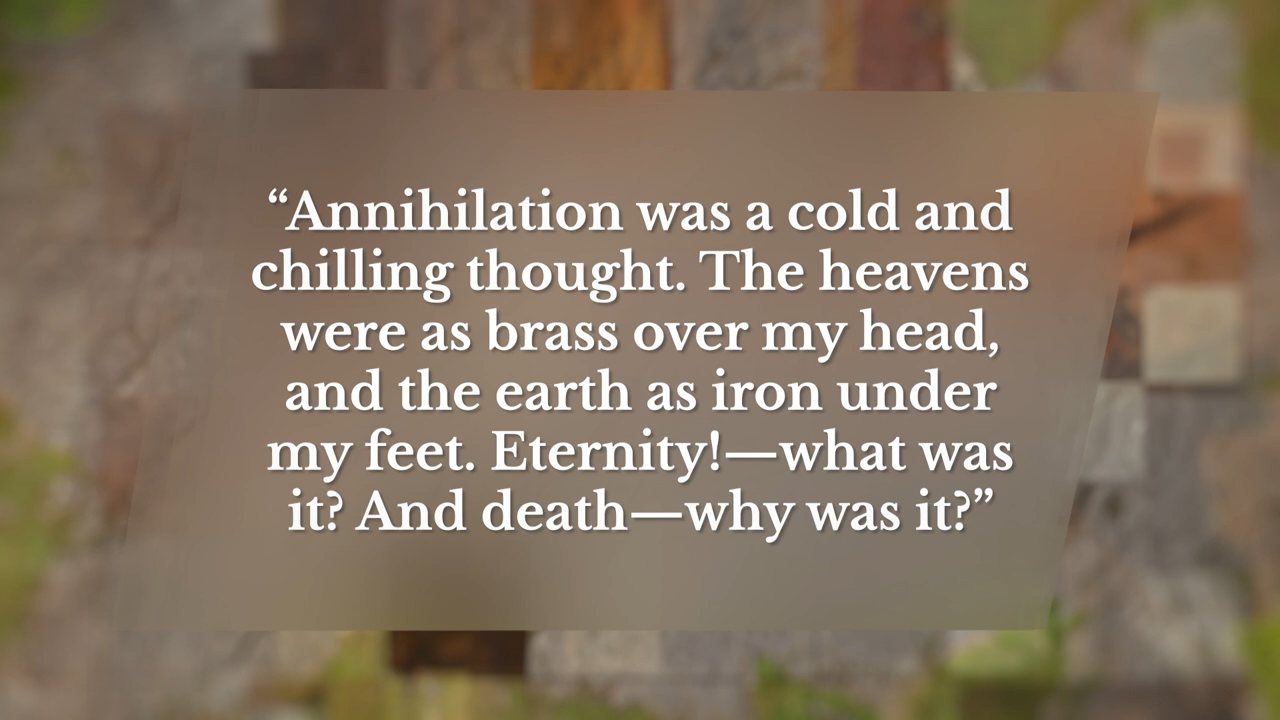 “Annihilation was a cold and
chilling thought. The heavens
were as brass over my head,
and the earth as iron under
my feet. Eternity!—what was
it? And death—why was it?”